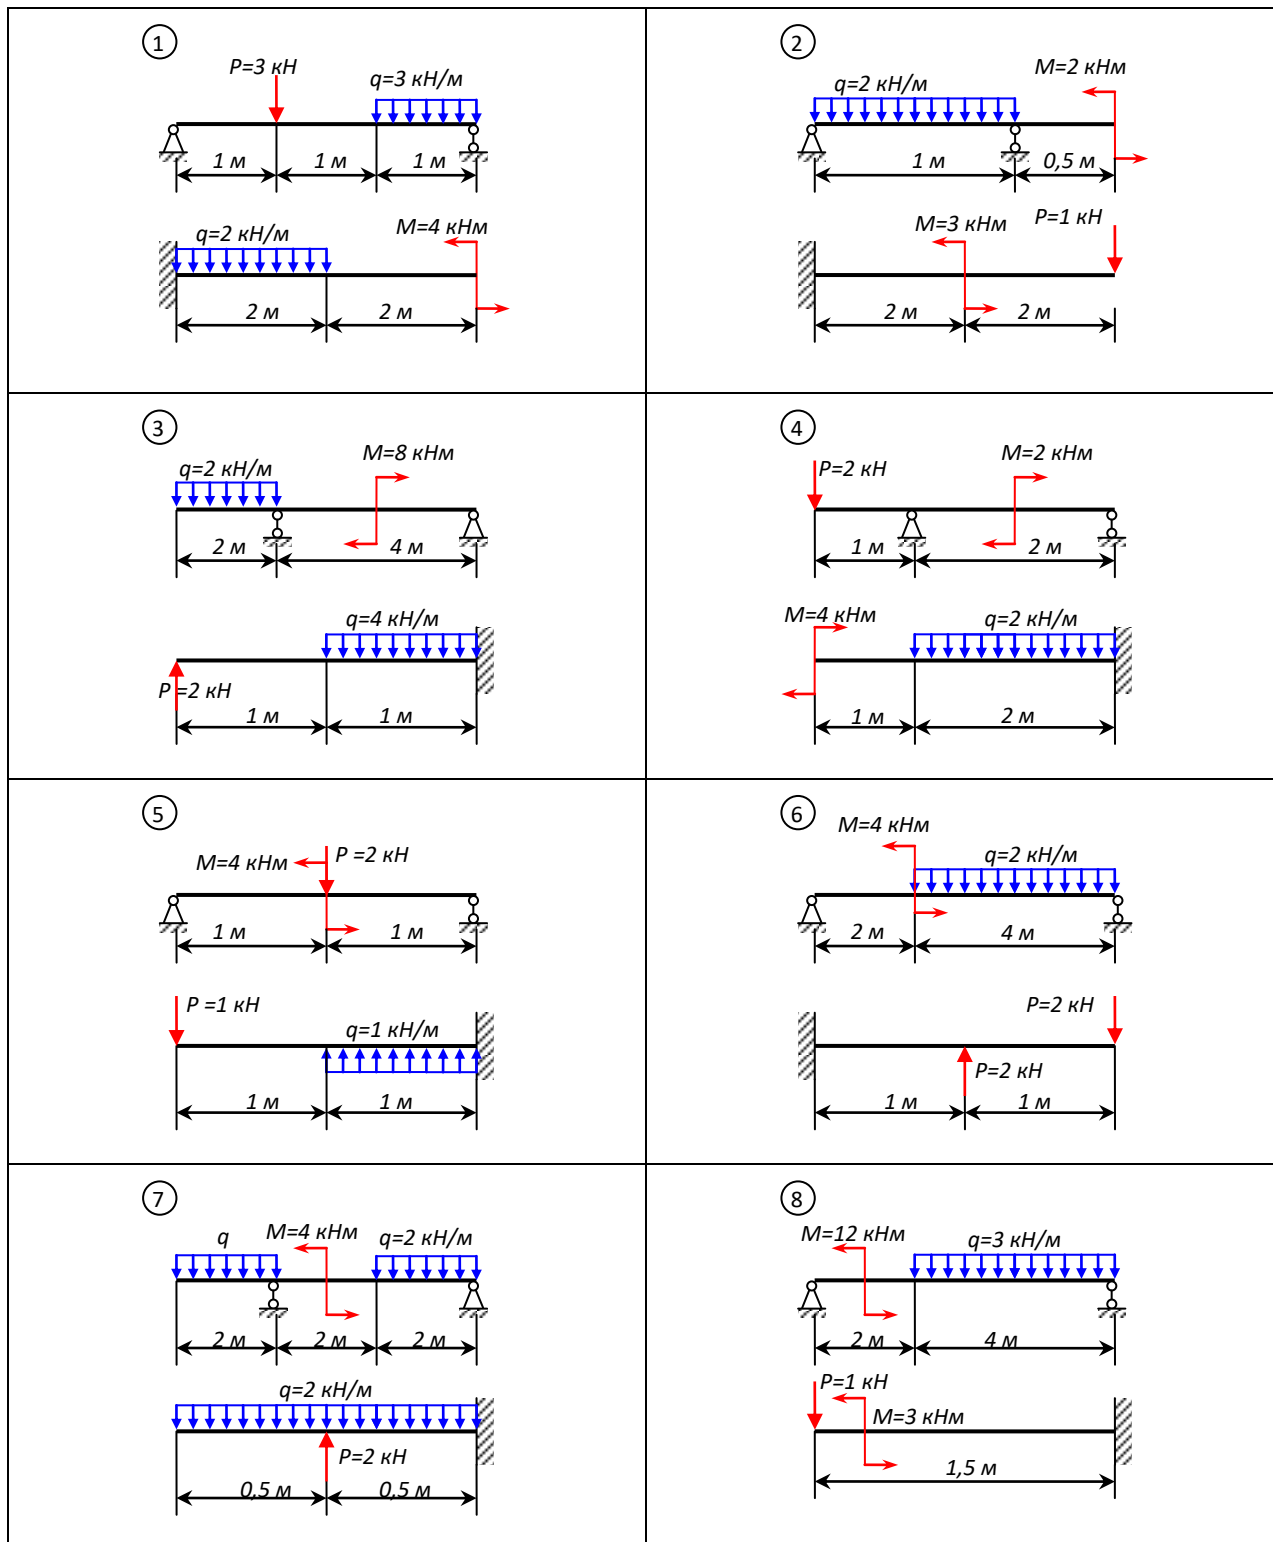 1
P=3 кН
q=3 кН/м
1 м
1 м
1 м
q=2 кН/м
M=4 кНм
2 м
2 м
2
q=2 кН/м
M=2 кНм
1 м
0,5 м
M=3 кНм
P=1 кН
2 м
2 м
3
q=2 кН/м
M=8 кНм
2 м
4 м
q=4 кН/м
P =2 кН
1 м
1 м
4
P=2 кН
M=2 кНм
1 м
2 м
M=4 кНм
q=2 кН/м
1 м
2 м
5
M=4 кНм
P =2 кН
1 м
1 м
P =1 кН
q=1 кН/м
1 м
1 м
6
M=4 кНм
q=2 кН/м
2 м
4 м
P=2 кН
P=2 кН
1 м
1 м
7
q
M=4 кНм
q=2 кН/м
2 м
2 м
2 м
q=2 кН/м
P=2 кН
0,5 м
0,5 м
8
M=12 кНм
q=3 кН/м
2 м
4 м
P=1 кН
M=3 кНм
1,5 м